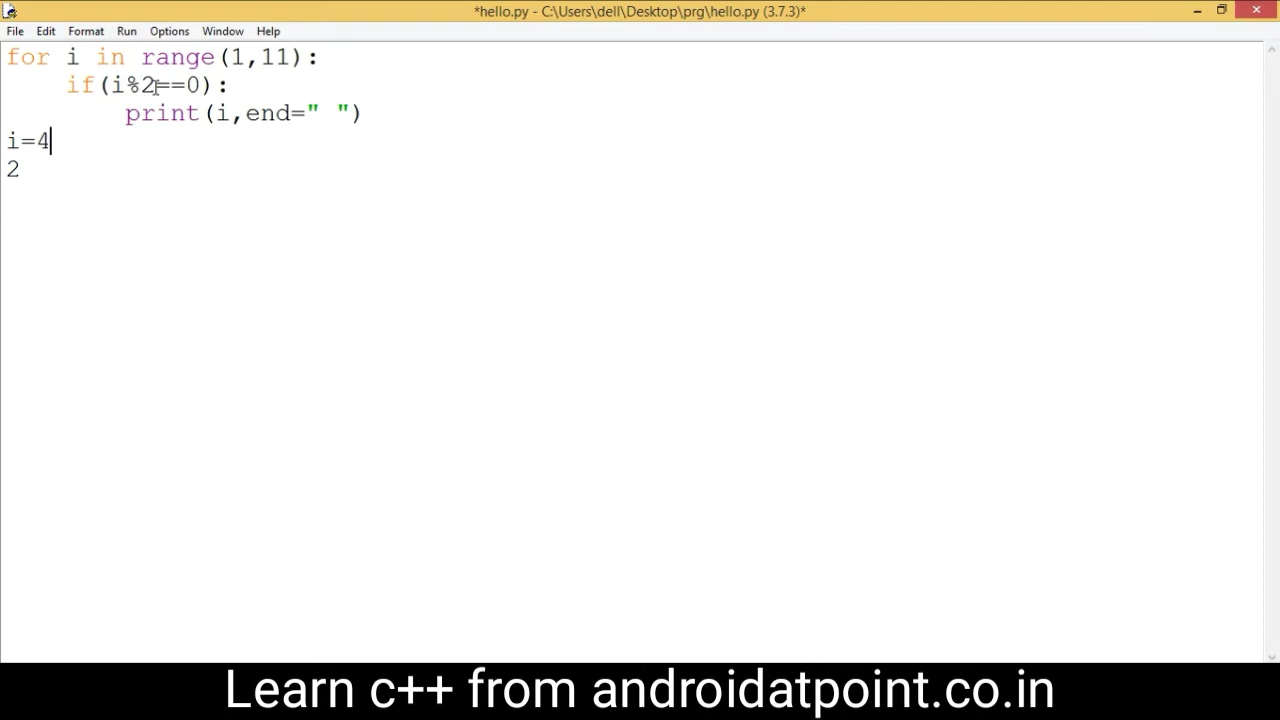 *hello.py - C:\Users\dell\Desktop\prg\hello.py (3.7.3)*
File Edit Format Run Options Window Help
for i in range(1,11):
    if(i%2==0):
        print(i,end=" ")
i=4
2
Learn c++ from androidatpoint.co.in